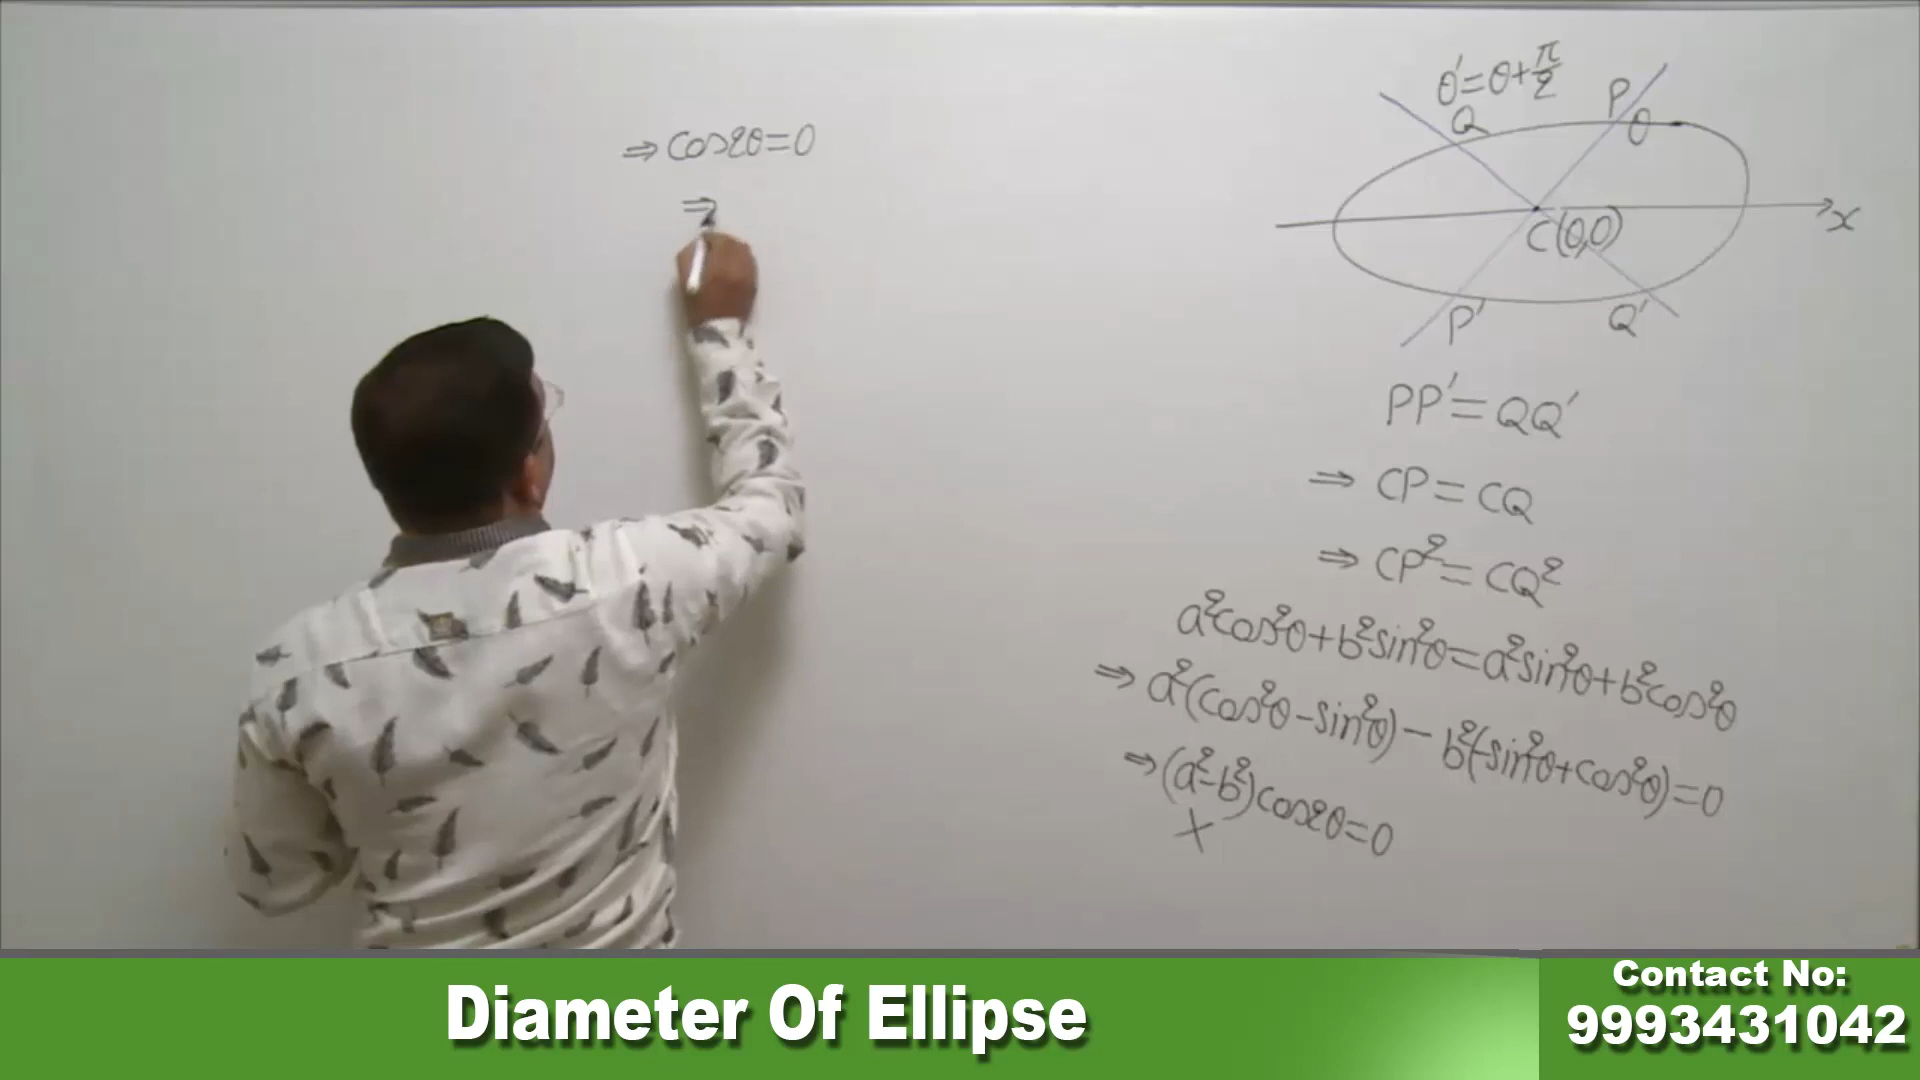 ⇒ cos2θ=0
⇒ 2
θ′=θ+π/2
Q
P
θ
x
C(0,0)
P′
Q′
PP′=QQ′
⇒ CP=CQ
⇒ CP²=CQ²
a²cos²θ+b²sin²θ=a²sin²θ+b²cos²θ
⇒ a²(cos²θ-sin²θ)-b²(-sin²θ+cos²θ)=0
⇒ (a²-b²)cos2θ=0
×
Diameter Of Ellipse
Contact No:
9993431042